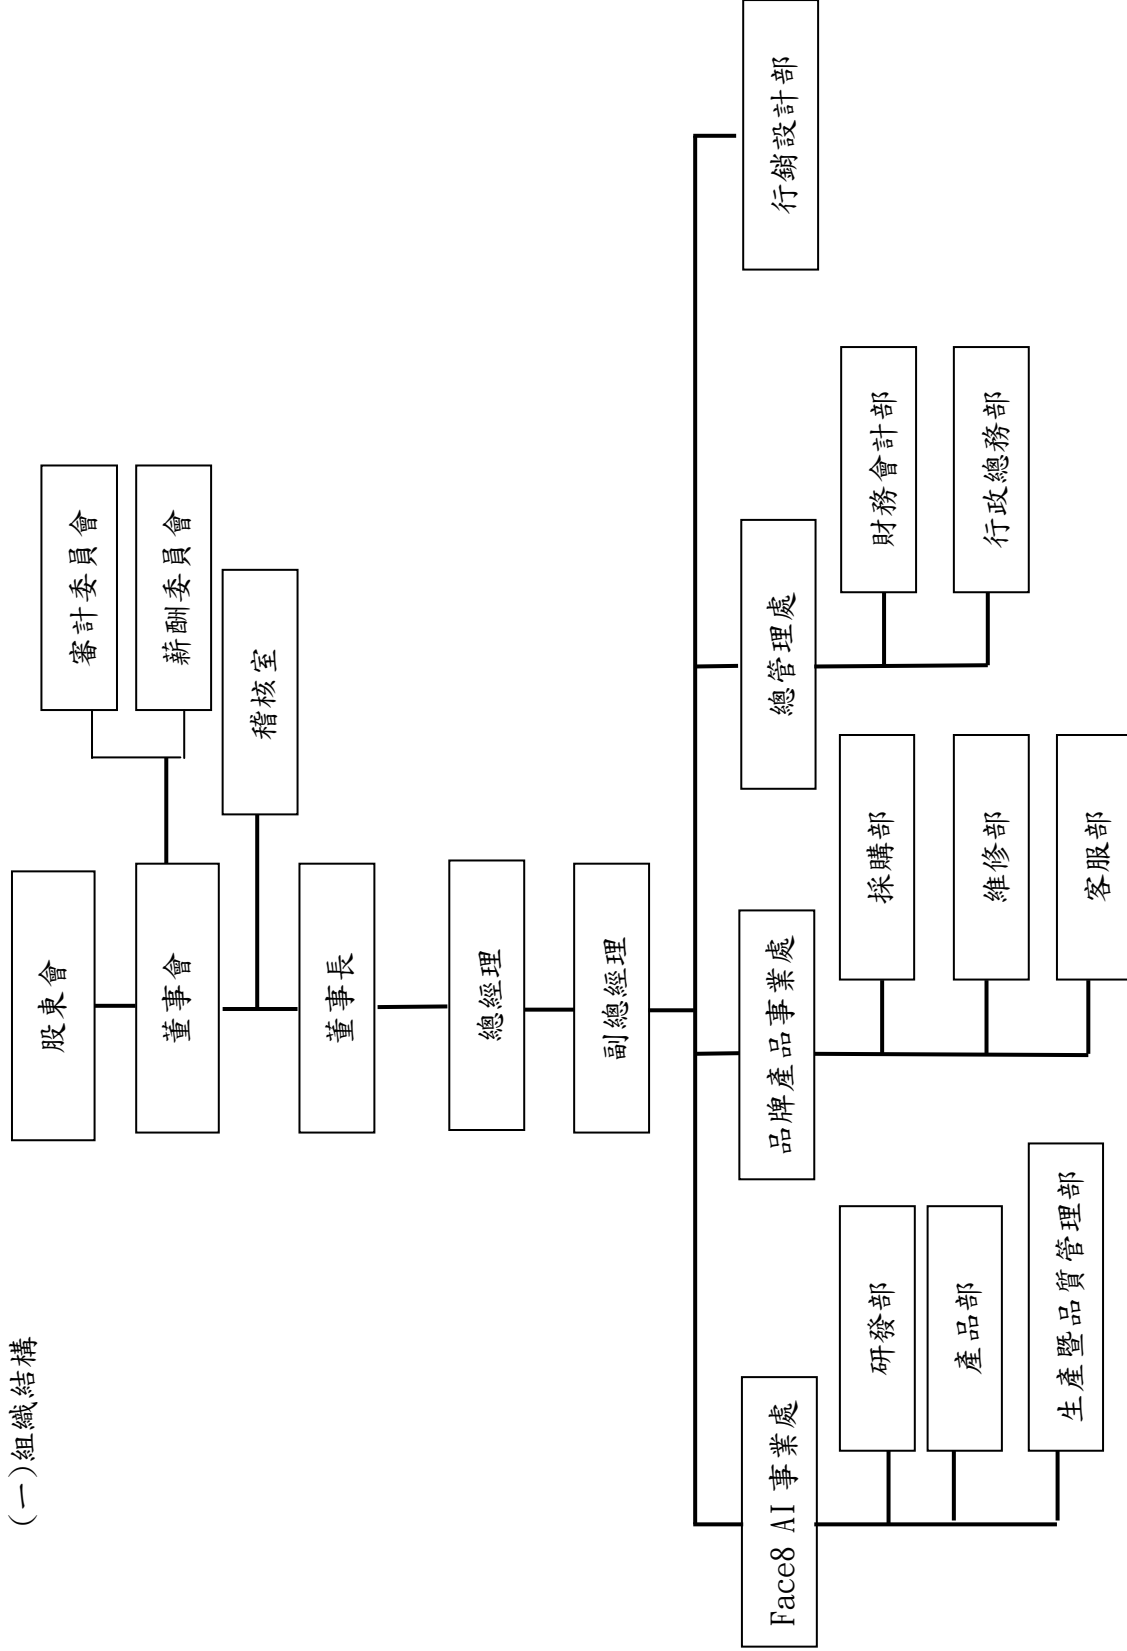 (一)組織結構
股東會
董事會
審計委員會
薪酬委員會
稽核室
董事長
總經理
副總經理
Face8 AI 事業處
品牌產品事業處
總管理處
行銷設計部
研發部
產品部
生產暨品質管理部
採購部
維修部
客服部
財務會計部
行政總務部